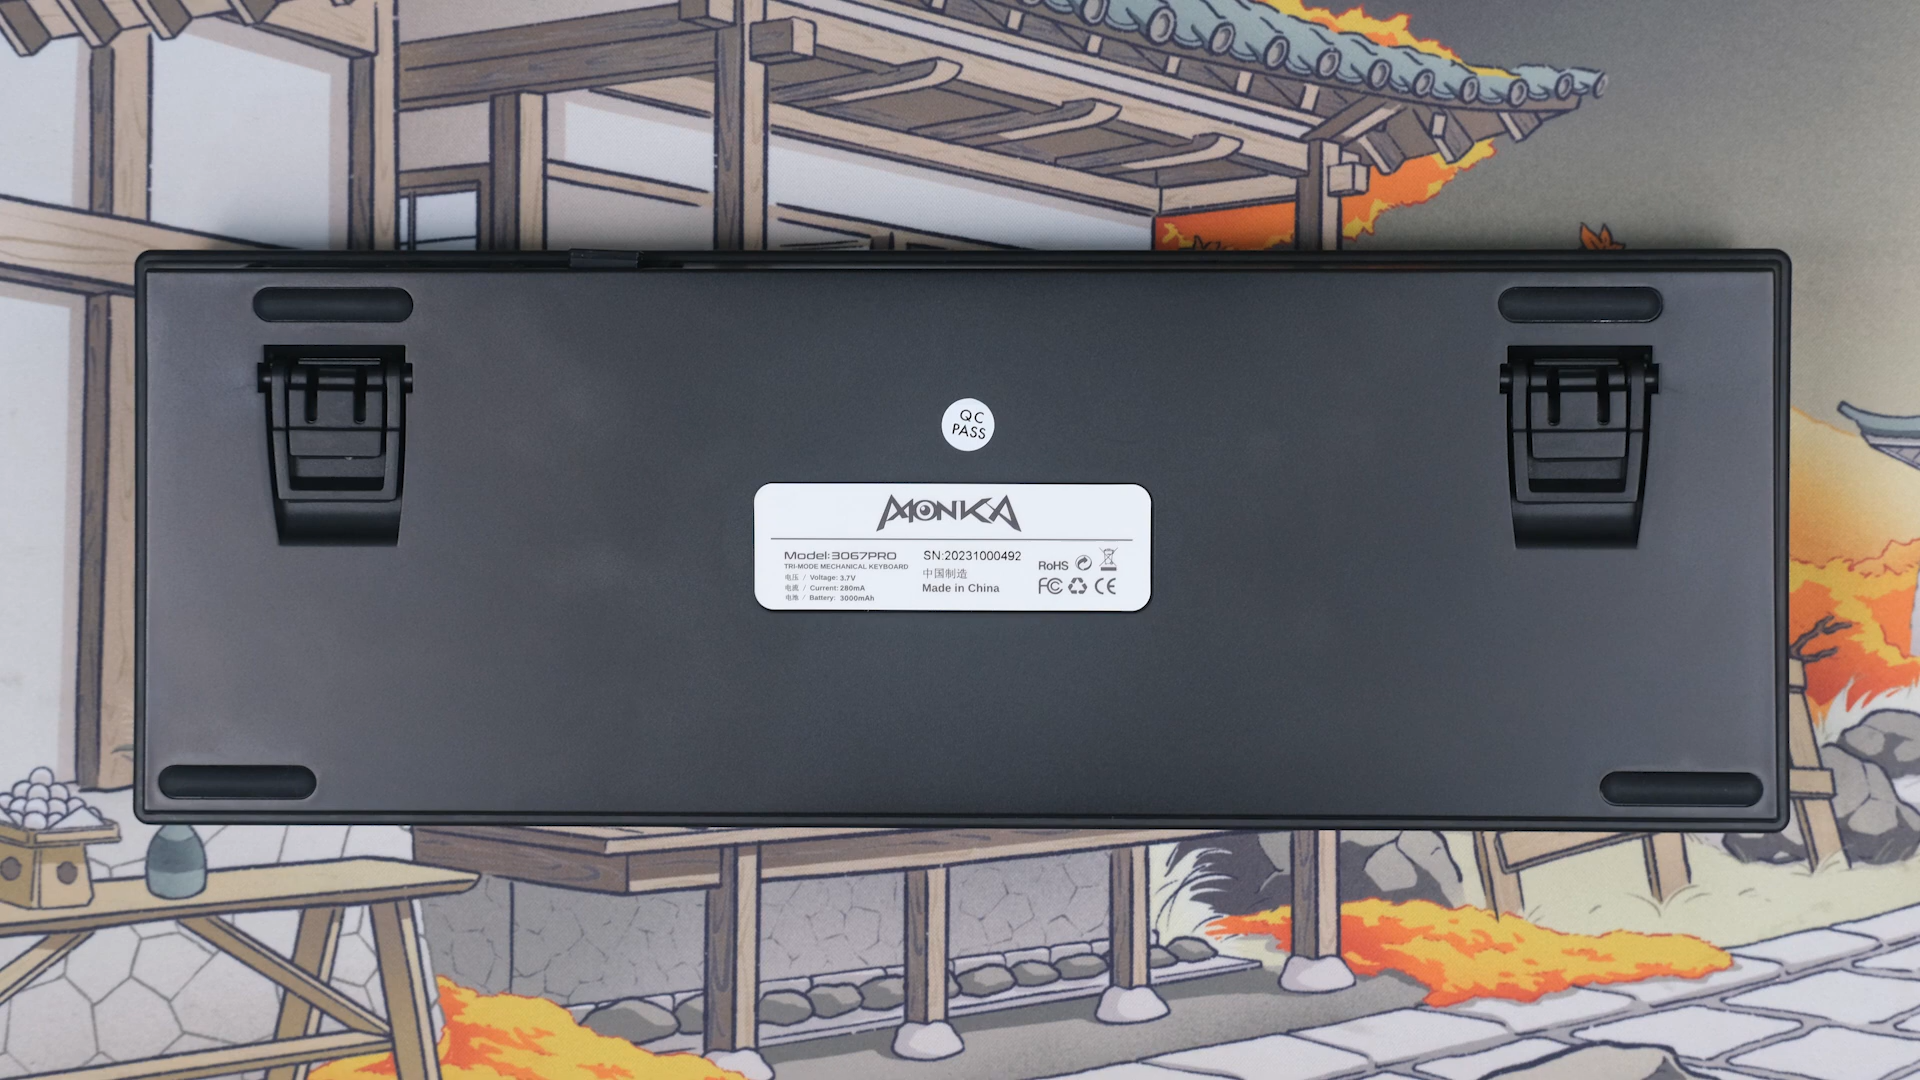 QC
PASS
MONKA
Model:3067PRO
TRI-MODE MECHANICAL KEYBOARD
电压 / Voltage: 3.7V
电流 / Current: 280mA
电池 / Battery: 3000mAh
SN:20231000492
中国制造
Made in China
RoHS
FC CE